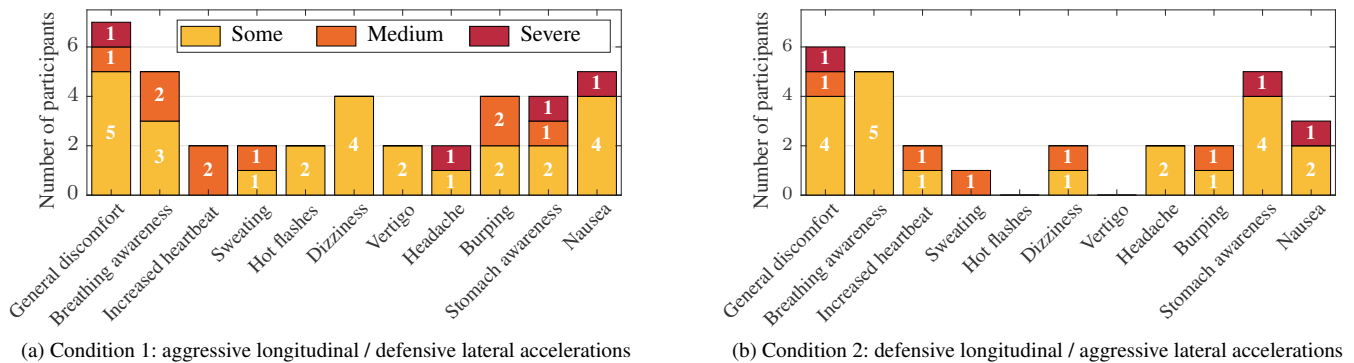 Number of participants
6
4
2
0
Some Medium Severe
5 1 1
3 2
2
1 1
2
4
2
1 1
2 2
2 1 1
4 1
General discomfort
Breathing awareness
Increased heartbeat
Sweating
Hot flashes
Dizziness
Vertigo
Headache
Burping
Stomach awareness
Nausea
(a) Condition 1: aggressive longitudinal / defensive lateral accelerations
Number of participants
6
4
2
0
4 1 1
5
1 1
1
1 1
2
1 1
4 1
2 1
General discomfort
Breathing awareness
Increased heartbeat
Sweating
Hot flashes
Dizziness
Vertigo
Headache
Burping
Stomach awareness
Nausea
(b) Condition 2: defensive longitudinal / aggressive lateral accelerations